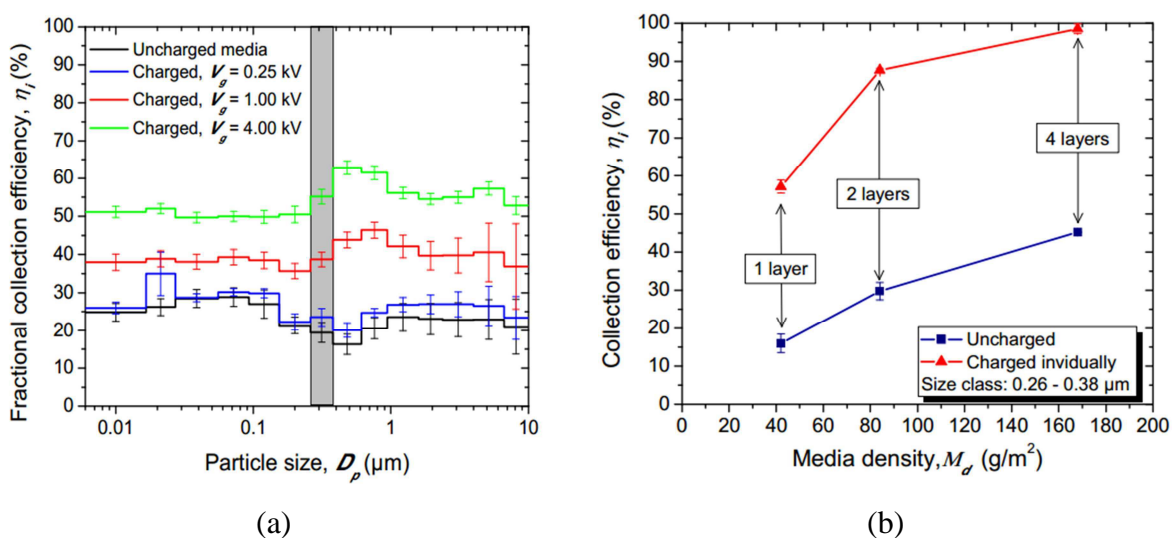 Fractional collection efficiency, η_i (%)
100
90
80
70
60
50
40
30
20
10
0
Uncharged media
Charged, V_g = 0.25 kV
Charged, V_g = 1.00 kV
Charged, V_g = 4.00 kV
0.01
0.1
1
10
Particle size, D_p (µm)
(a)
Collection efficiency, η_i (%)
100
90
80
70
60
50
40
30
20
10
0
1 layer
2 layers
4 layers
Uncharged
Charged invidually
Size class: 0.26 - 0.38 µm
0 20 40 60 80 100 120 140 160 180 200
Media density, M_d (g/m²)
(b)